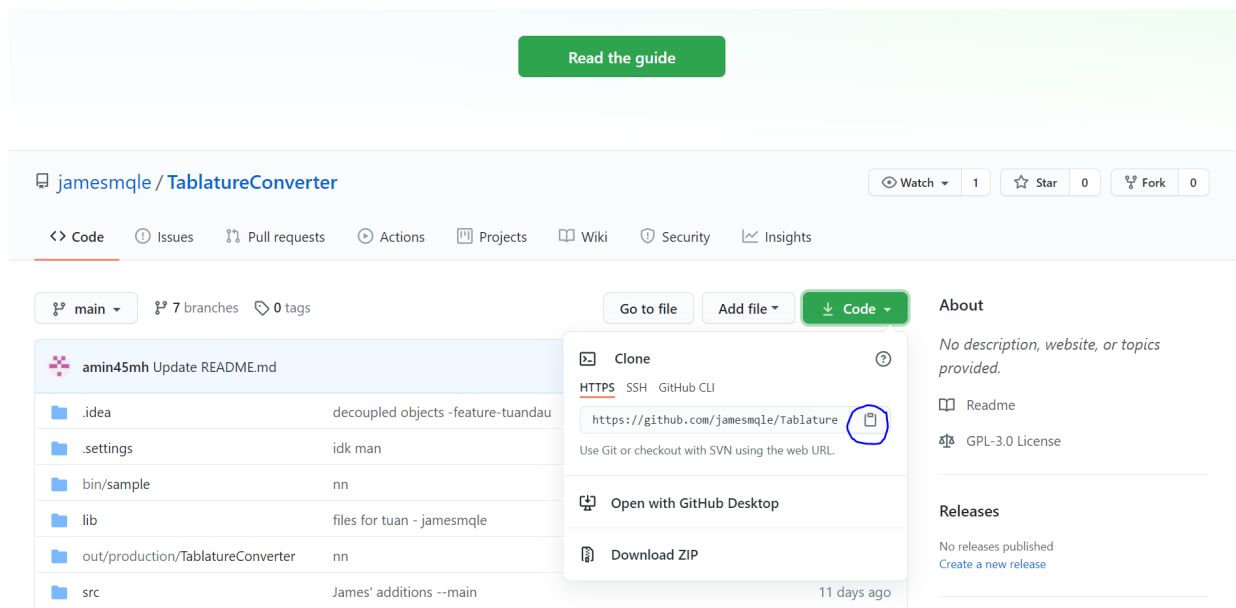 Read the guide
jamesmqle / TablatureConverter
Watch 1 Star 0 Fork 0
Code Issues Pull requests Actions Projects Wiki Security Insights
main 7 branches 0 tags Go to file Add file Code
About
No description, website, or topics
provided.
Readme
GPL-3.0 License
Releases
No releases published
Create a new release
amin45mh Update README.md
.idea decoupled objects -feature-tuandau
.settings idk man
bin/sample nn
lib files for tuan - jamesmqle
out/production/TablatureConverter nn
src James' additions --main 11 days ago
Clone
HTTPS SSH GitHub CLI
https://github.com/jamesmqle/Tablature
Use Git or checkout with SVN using the web URL.
Open with GitHub Desktop
Download ZIP